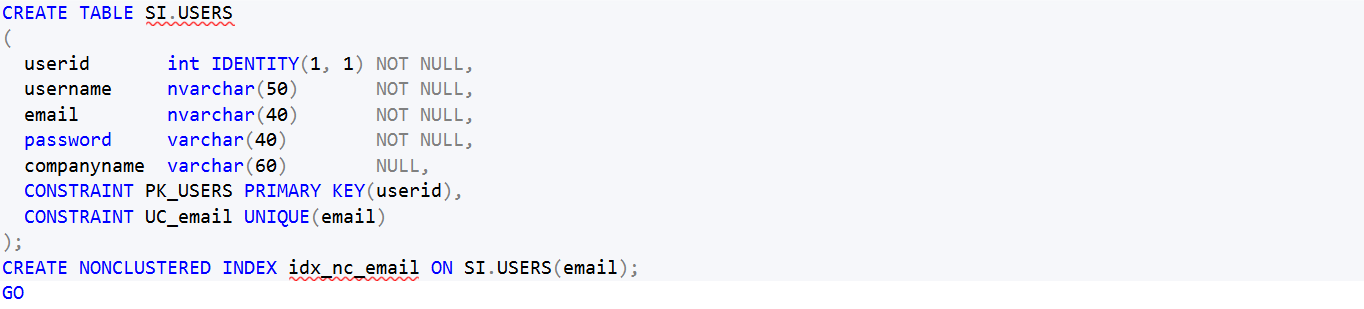 CREATE TABLE SI.USERS
(
  userid       int IDENTITY(1, 1) NOT NULL,
  username     nvarchar(50)       NOT NULL,
  email        nvarchar(40)       NOT NULL,
  password     varchar(40)        NOT NULL,
  companyname  varchar(60)        NULL,
  CONSTRAINT PK_USERS PRIMARY KEY(userid),
  CONSTRAINT UC_email UNIQUE(email)
);
CREATE NONCLUSTERED INDEX idx_nc_email ON SI.USERS(email);
GO